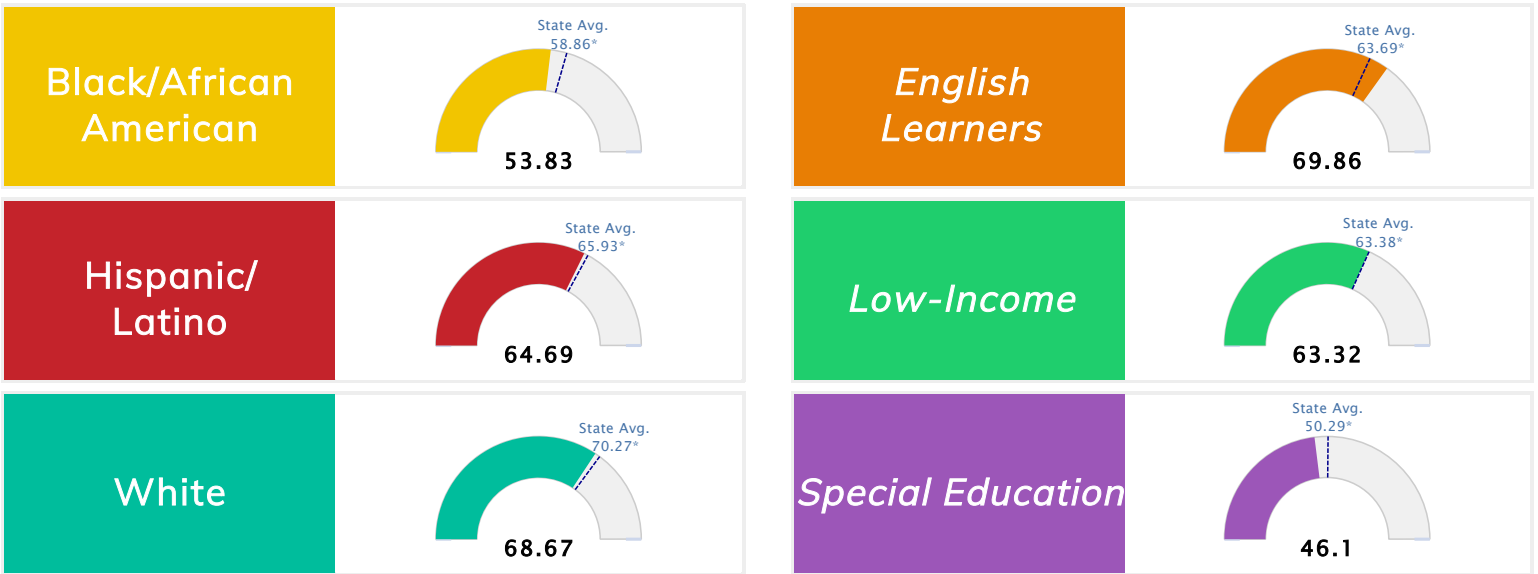 Black/African
American
State Avg.
58.86*
53.83
English
Learners
State Avg.
63.69*
69.86
Hispanic/
Latino
State Avg.
65.93*
64.69
Low-Income
State Avg.
63.38*
63.32
White
State Avg.
70.27*
68.67
Special Education
State Avg.
50.29*
46.1